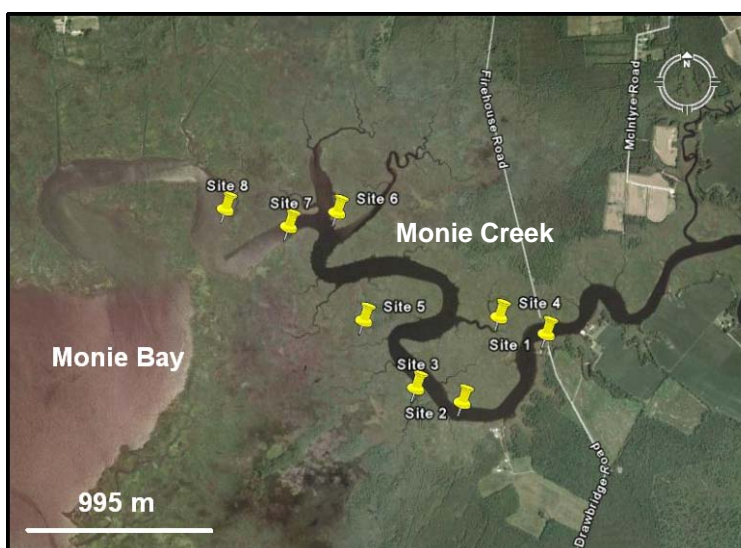 N
Firehouse Road
McIntyre Road
Site 8
Site 7
Site 6
Monie Creek
Site 5
Site 4
Site 1
Monie Bay
Site 3
Site 2
Drawbridge Road
995 m